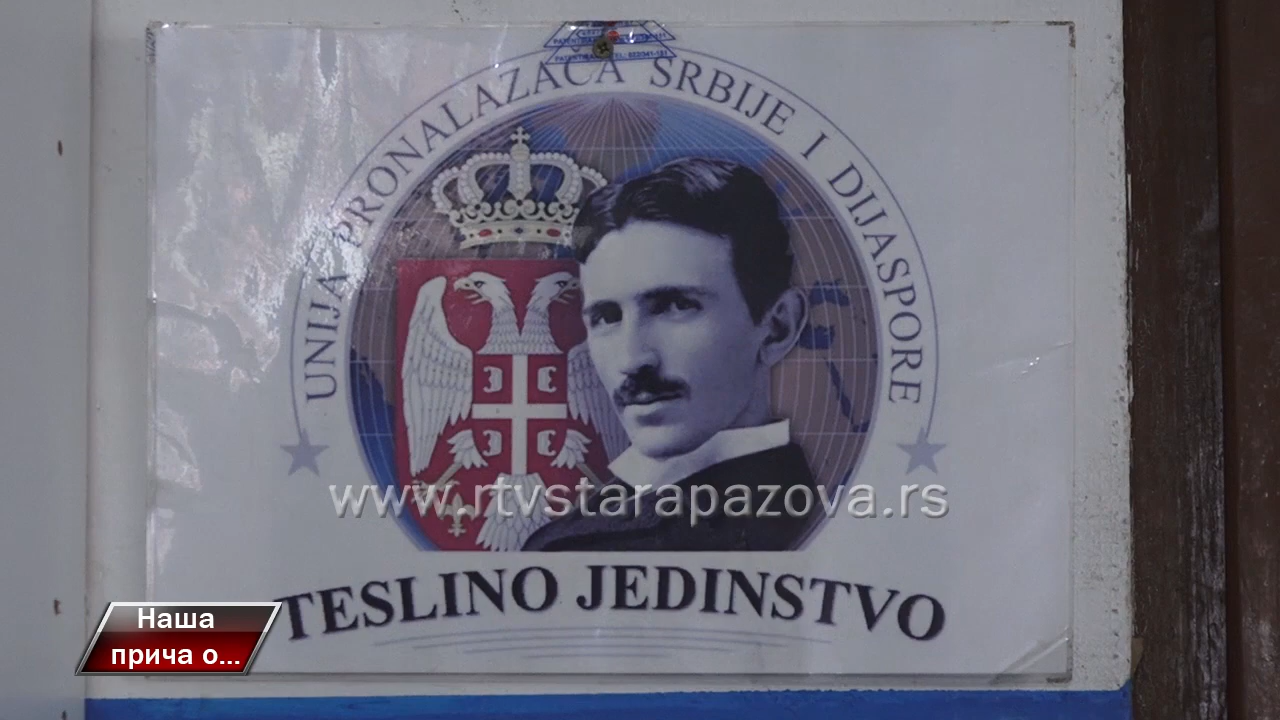 UNIJA PRONALAZAČA SRBIJE I DIJASPORE
www.rtvstarapazova.rs
TESLINO JEDINSTVO
Наша
прича о...